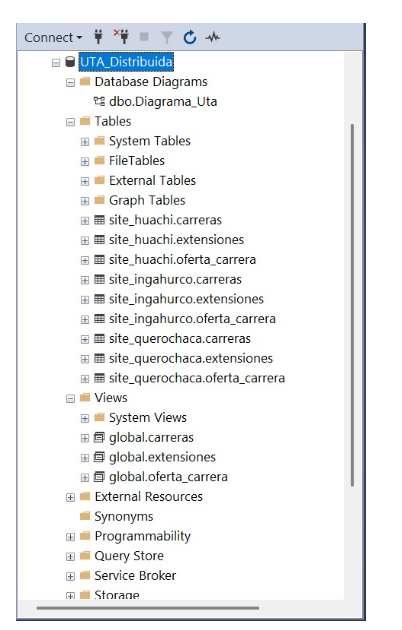 Connect
UTA_Distribuida
Database Diagrams
dbo.Diagrama_Uta
Tables
System Tables
FileTables
External Tables
Graph Tables
site_huachi.carreras
site_huachi.extensiones
site_huachi.oferta_carrera
site_ingahurco.carreras
site_ingahurco.extensiones
site_ingahurco.oferta_carrera
site_querochaca.carreras
site_querochaca.extensiones
site_querochaca.oferta_carrera
Views
System Views
global.carreras
global.extensiones
global.oferta_carrera
External Resources
Synonyms
Programmability
Query Store
Service Broker
Storage